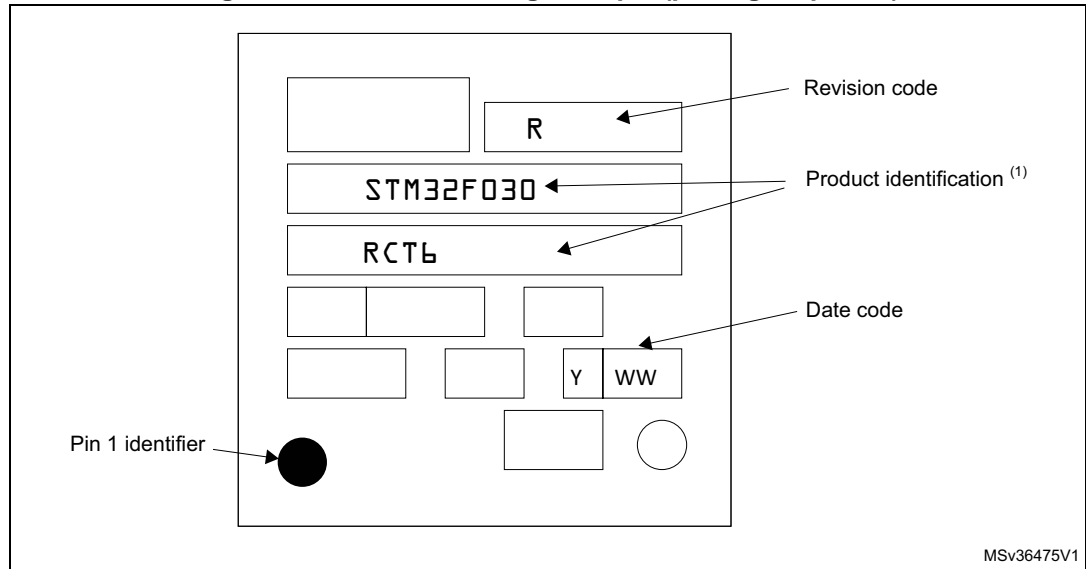 Revision code
R
STM32F030
Product identification (1)
RCT6
Date code
Y WW
Pin 1 identifier
MSv36475V1